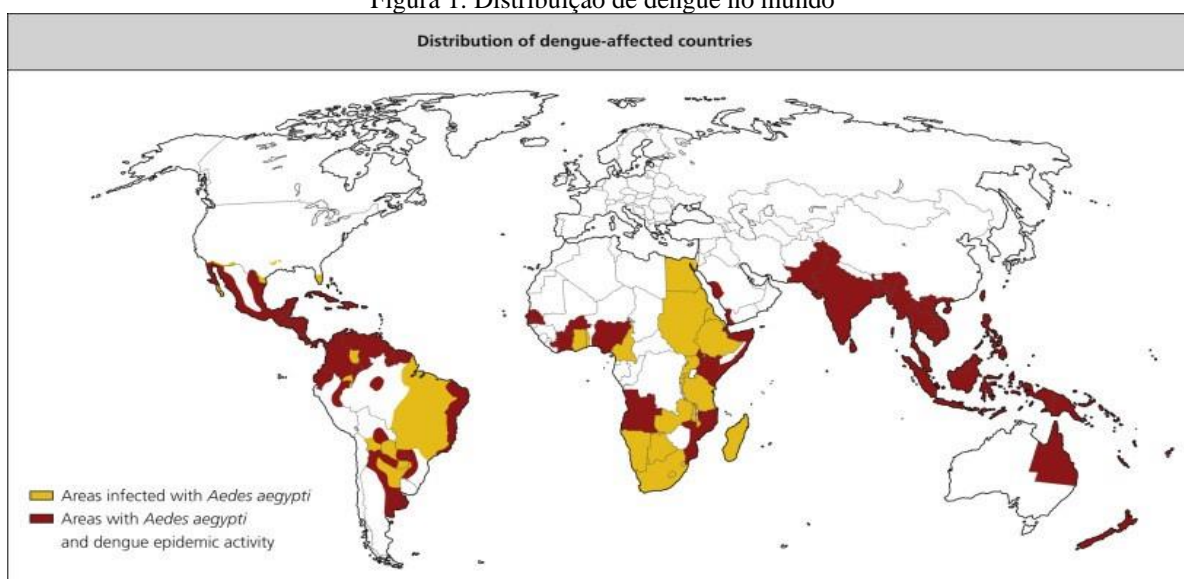 Figura 1: Distribuição de dengue no mundo
Distribution of dengue-affected countries
Areas infected with Aedes aegypti
Areas with Aedes aegypti
and dengue epidemic activity